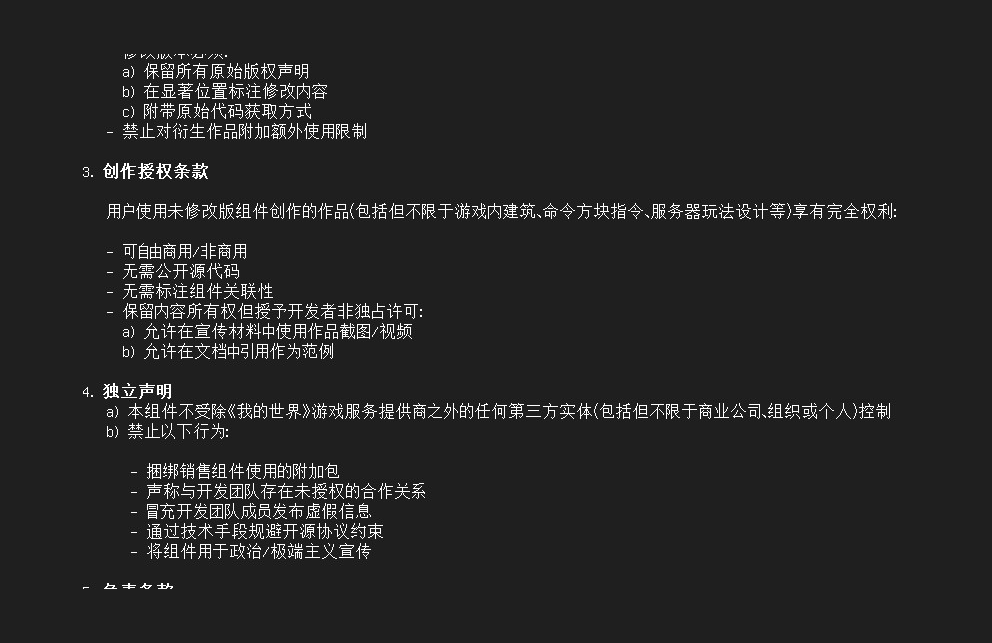 修改版本必须:
a) 保留所有原始版权声明
b) 在显著位置标注修改内容
c) 附带原始代码获取方式
- 禁止对衍生作品附加额外使用限制
3. 创作授权条款
用户使用未修改版组件创作的作品(包括但不限于游戏内建筑、命令方块指令、服务器玩法设计等)享有完全权利:
- 可自由商用/非商用
- 无需公开源代码
- 无需标注组件关联性
- 保留内容所有权但授予开发者非独占许可:
a) 允许在宣传材料中使用作品截图/视频
b) 允许在文档中引用作为范例
4. 独立声明
a) 本组件不受除《我的世界》游戏服务提供商之外的任何第三方实体(包括但不限于商业公司、组织或个人)控制
b) 禁止以下行为:
- 捆绑销售组件使用的附加包
- 声称与开发团队存在未授权的合作关系
- 冒充开发团队成员发布虚假信息
- 通过技术手段规避开源协议约束
- 将组件用于政治/极端主义宣传
5. 免责条款